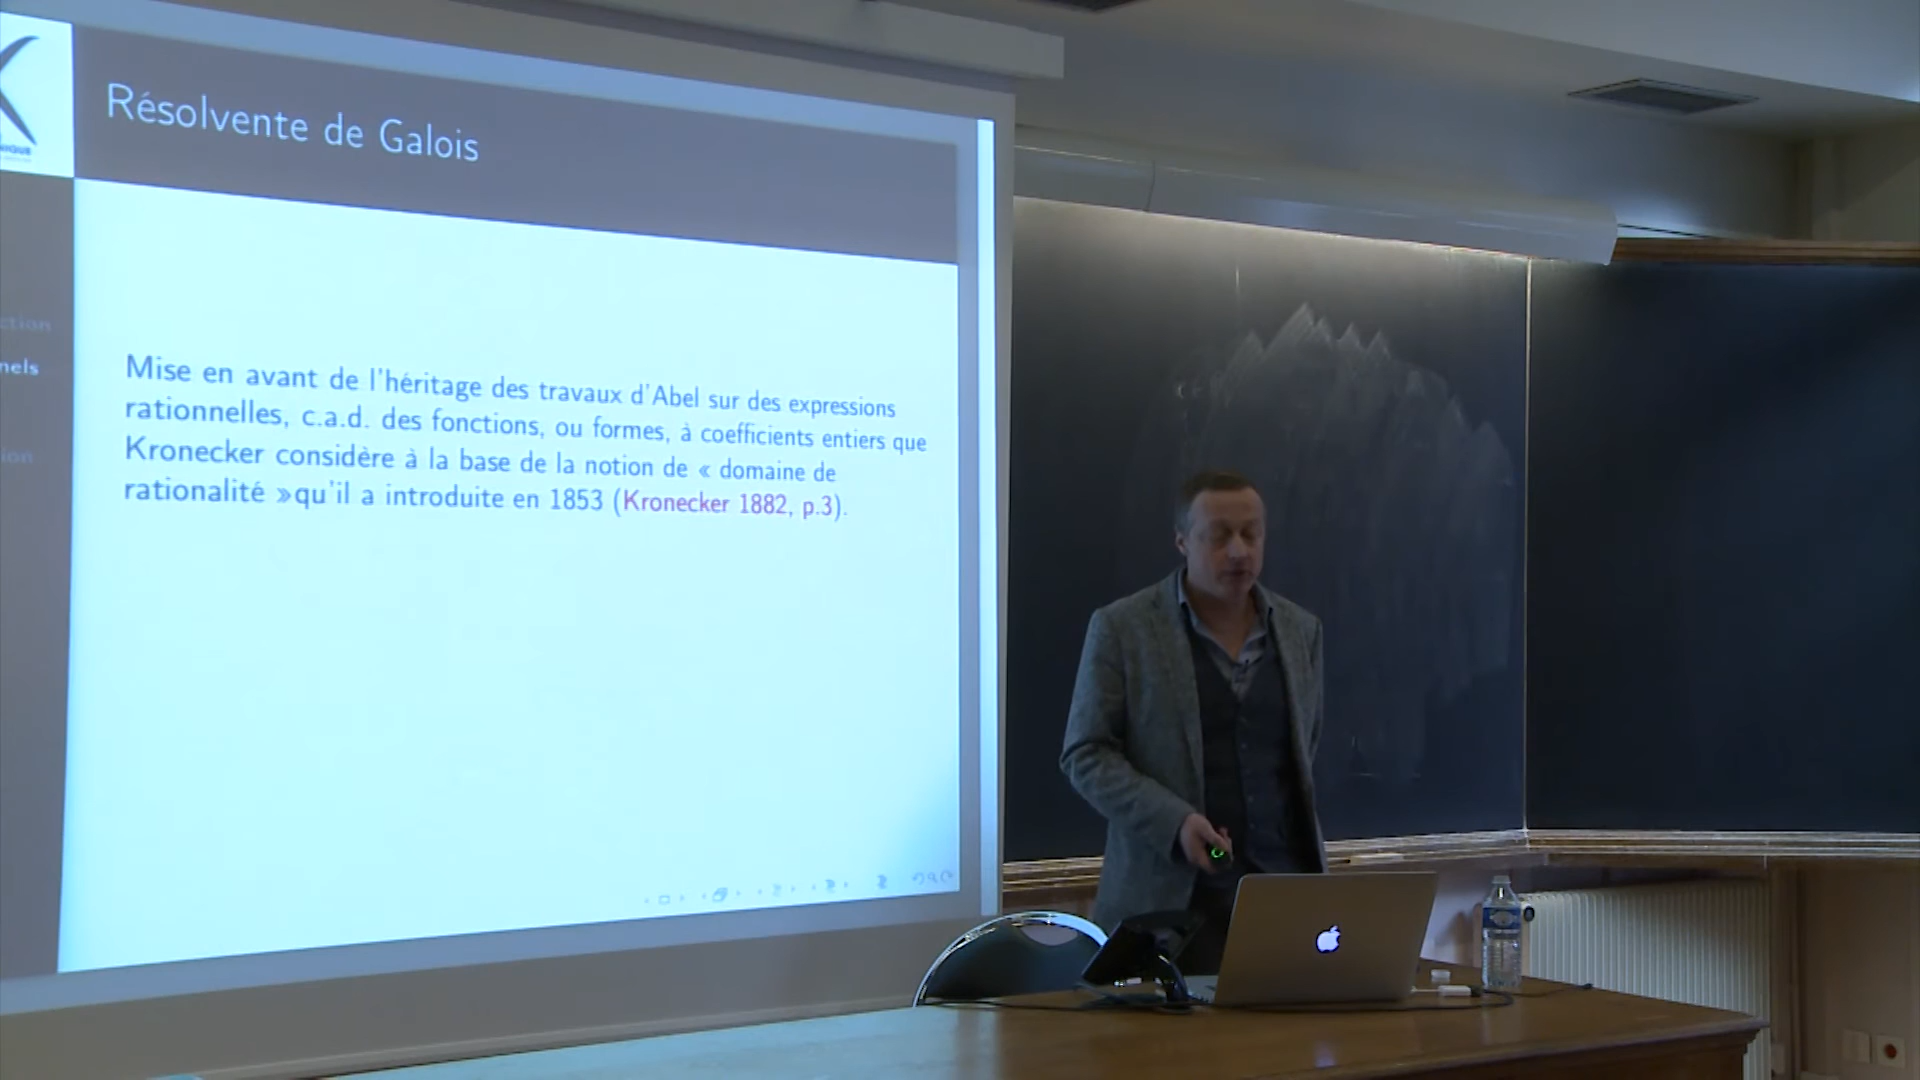 Résolvente de Galois
Mise en avant de l'héritage des travaux d'Abel sur des expressions
rationnelles, c.a.d. des fonctions, ou formes, à coefficients entiers que
Kronecker considère à la base de la notion de « domaine de
rationalité »qu'il a introduite en 1853 (Kronecker 1882, p.3).